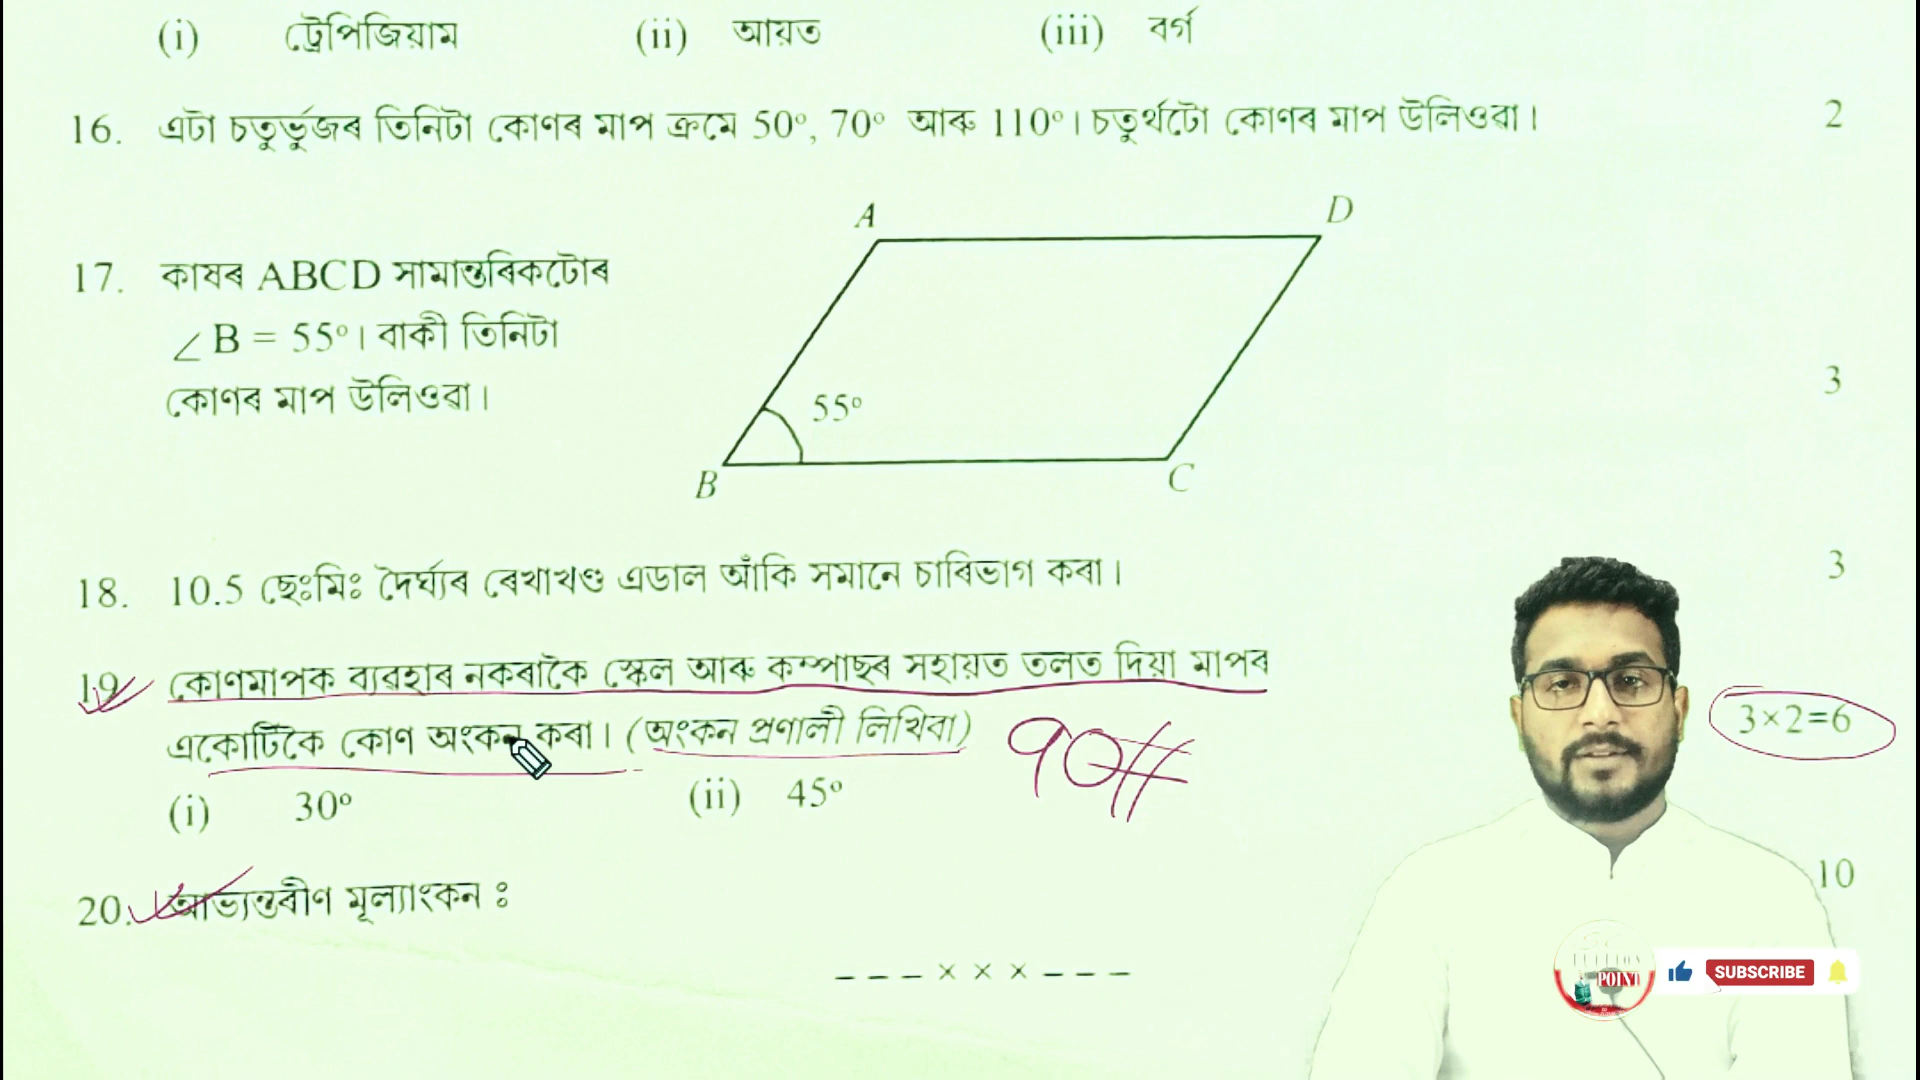 (i) ট্ৰেপিজিয়াম (ii) আয়ত (iii) বৰ্গ
16. এটা চতুৰ্ভুজৰ তিনিটা কোণৰ মাপ ক্ৰমে 50°, 70° আৰু 110°। চতুৰ্থটো কোণৰ মাপ উলিওৱা। 2
A D
17. কাষৰ ABCD সামান্তৰিকটোৰ
∠B = 55°। বাকী তিনিটা
কোণৰ মাপ উলিওৱা। 3
55°
B C
18. 10.5 ছেঃমিঃ দৈৰ্ঘ্যৰ ৰেখাখণ্ড এডাল আঁকি সমানে চাৰিভাগ কৰা। 3
19. কোণমাপক ব্যৱহাৰ নকৰাকৈ স্কেল আৰু কম্পাছৰ সহায়ত তলত দিয়া মাপৰ
একোটিকৈ কোণ অংকন কৰা। (অংকন প্ৰণালী লিখিবা) 3×2=6
90
(i) 30° (ii) 45°
20. আভ্যন্তৰীণ মূল্যাংকন ঃ 10
– – – × × × – – –
TUITION
POINT
SUBSCRIBE